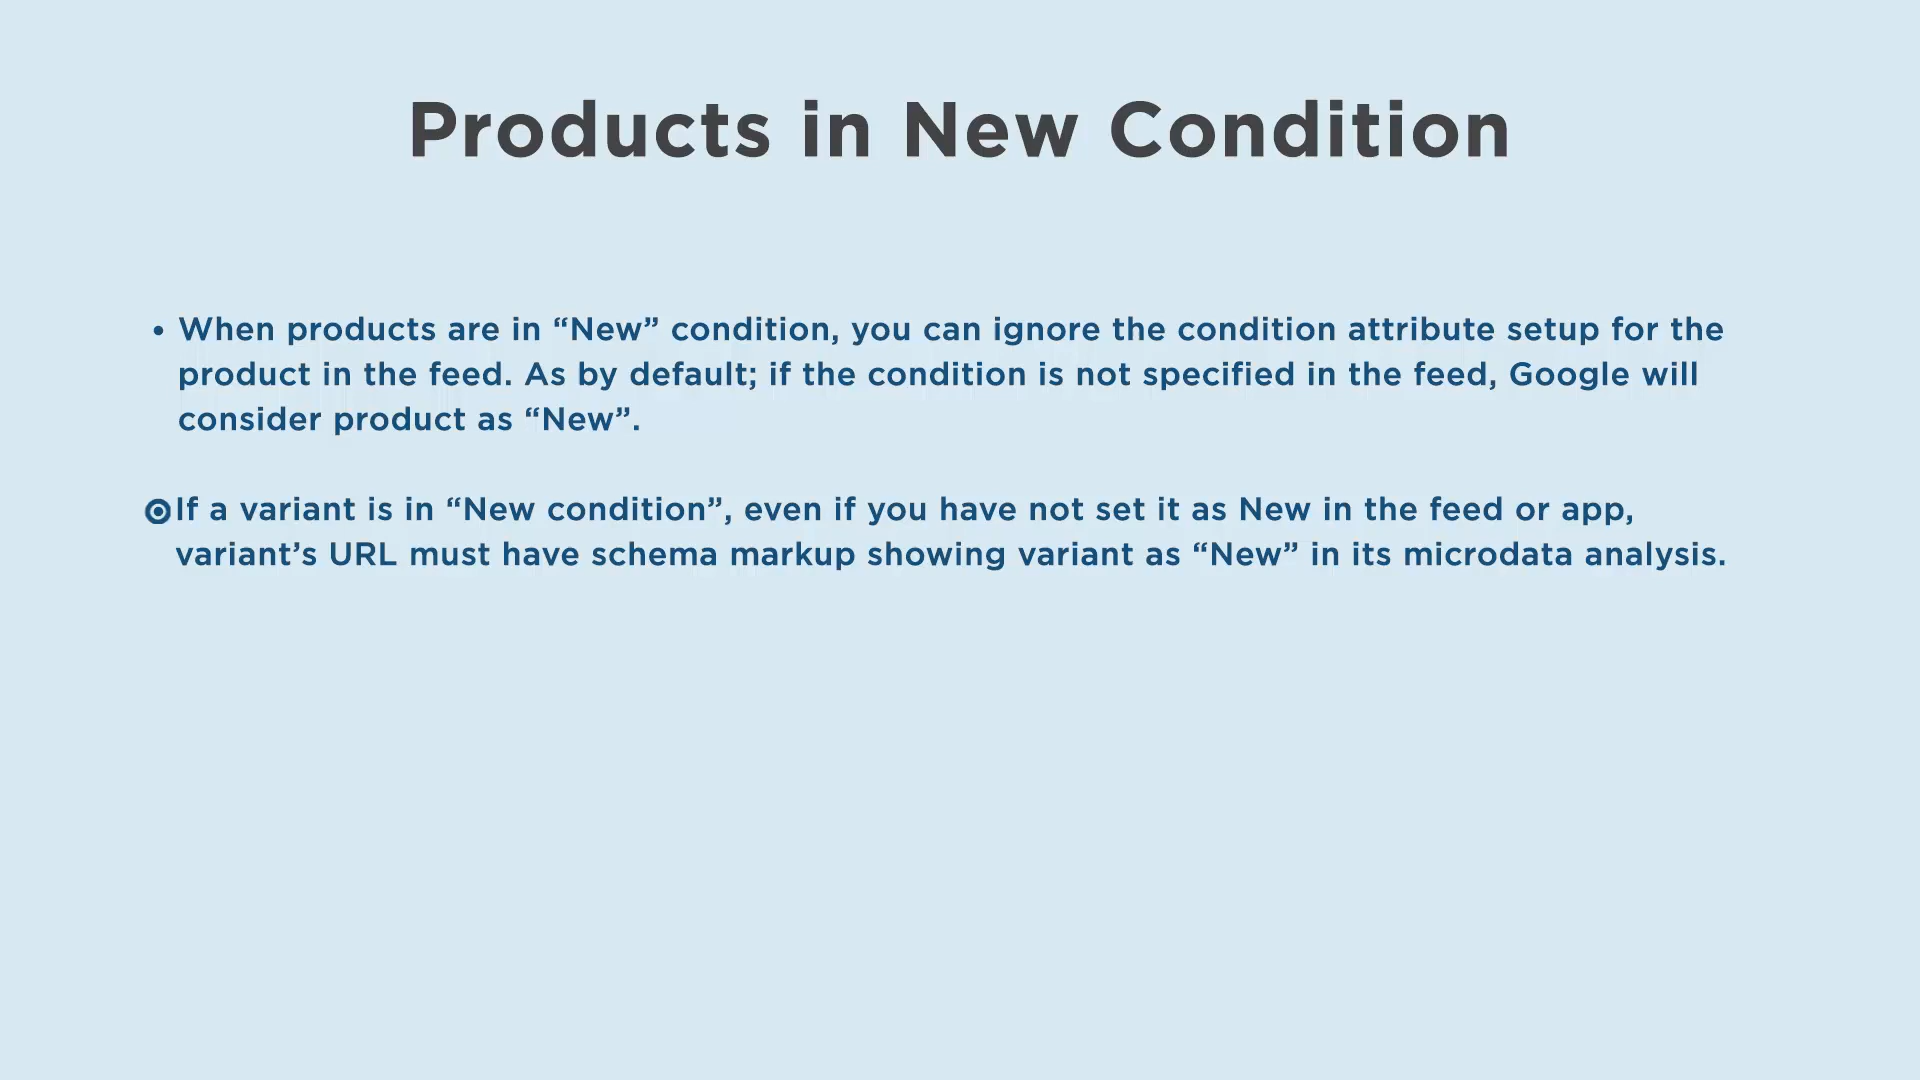 Products in New Condition
• When products are in “New” condition, you can ignore the condition attribute setup for the
product in the feed. As by default; if the condition is not specified in the feed, Google will
consider product as “New”.
If a variant is in “New condition”, even if you have not set it as New in the feed or app,
variant’s URL must have schema markup showing variant as “New” in its microdata analysis.